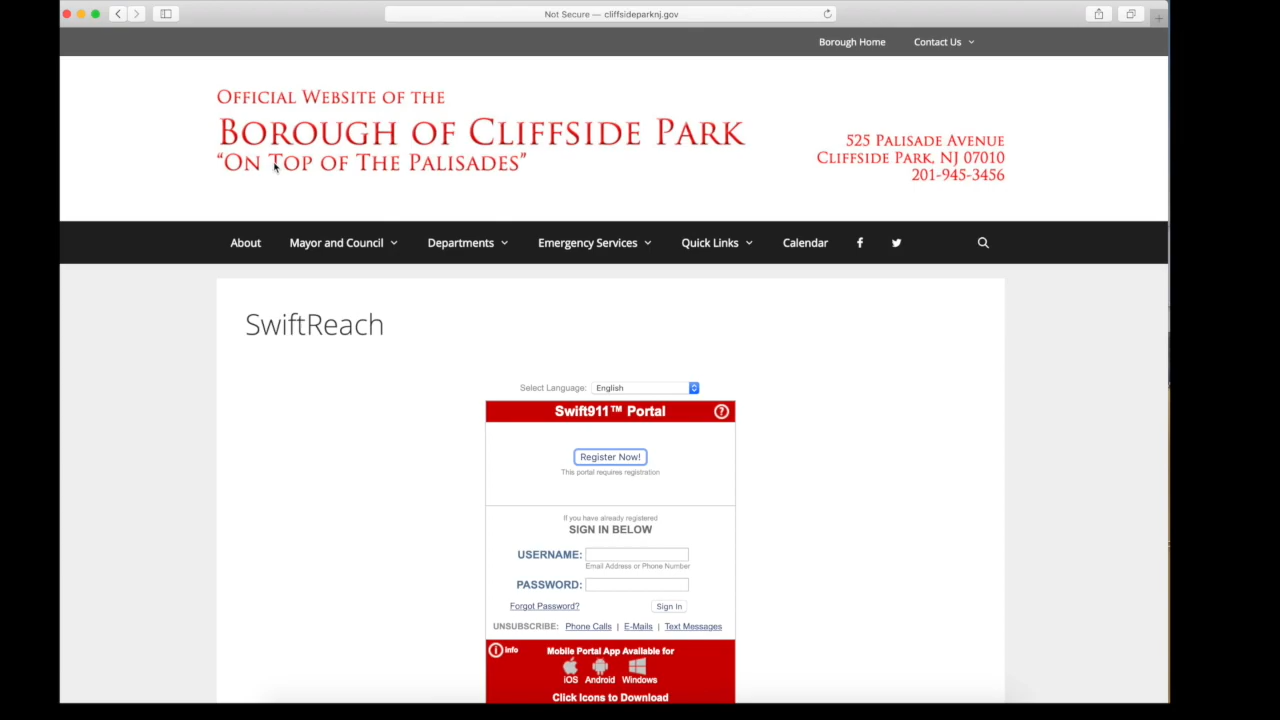 Not Secure — cliffsideparknj.gov
Borough Home Contact Us
Official Website of the
Borough of Cliffside Park
“On Top of The Palisades”
525 Palisade Avenue
Cliffside Park, NJ 07010
201-945-3456
About Mayor and Council Departments Emergency Services Quick Links Calendar
SwiftReach
Select Language: English
Swift911™ Portal ?
Register Now!
This portal requires registration
If you have already registered
SIGN IN BELOW
USERNAME:
Email Address or Phone Number
PASSWORD:
Forgot Password? Sign In
UNSUBSCRIBE: Phone Calls | E-Mails | Text Messages
info Mobile Portal App Available for
iOS Android Windows
Click Icons to Download